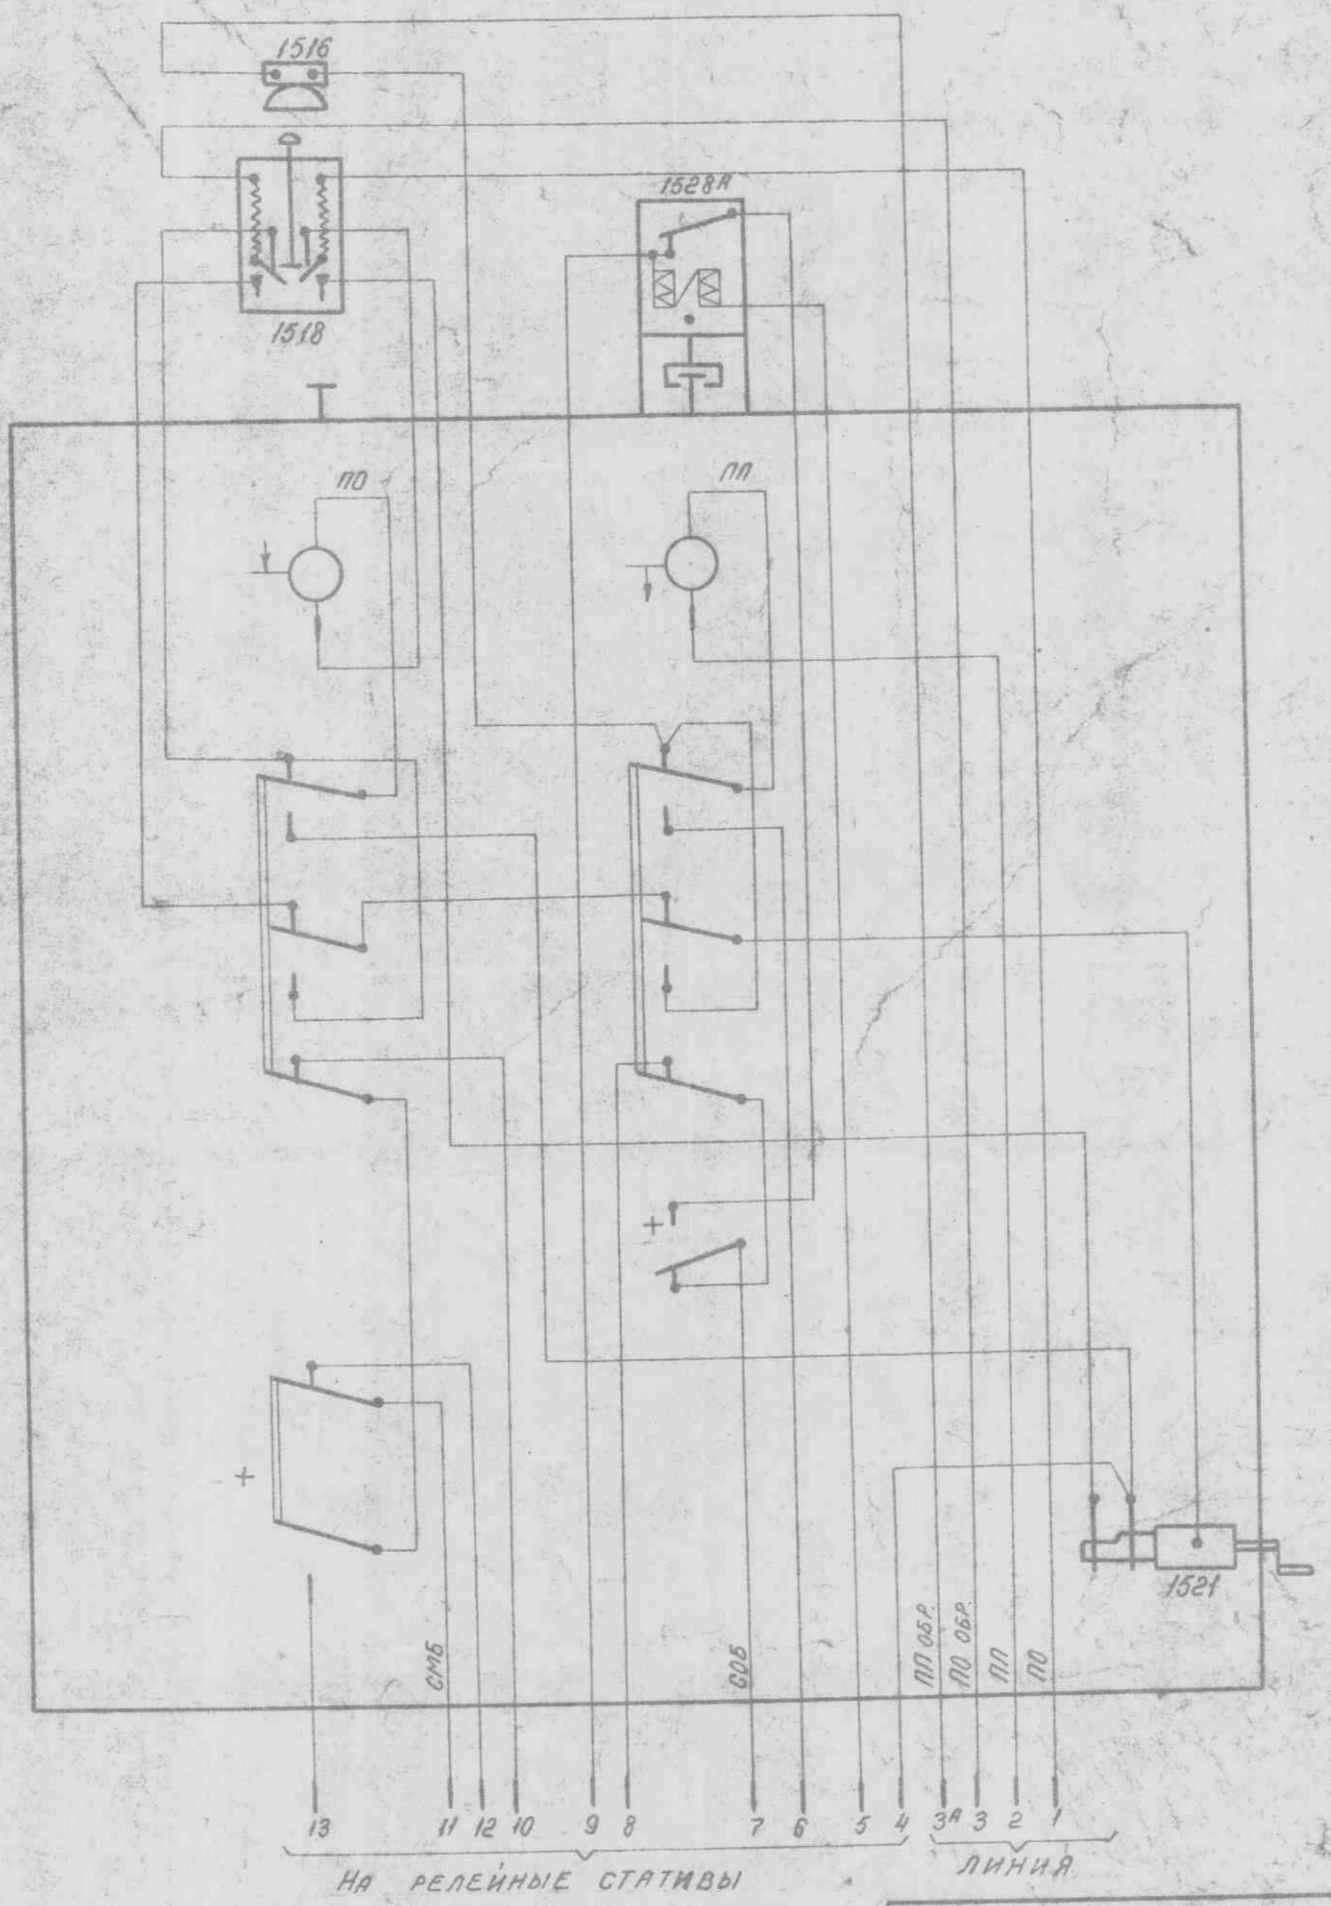 1516
1528А
1518
ПО
ПП
+
+
СМБ
СОБ
ПП ОБР.
ПО ОБР.
ПП
ПО
1521
13 11 12 10 9 8 7 6 5 4 3А 3 2 1
НА РЕЛЕЙНЫЕ СТАТИВЫ
ЛИНИЯ